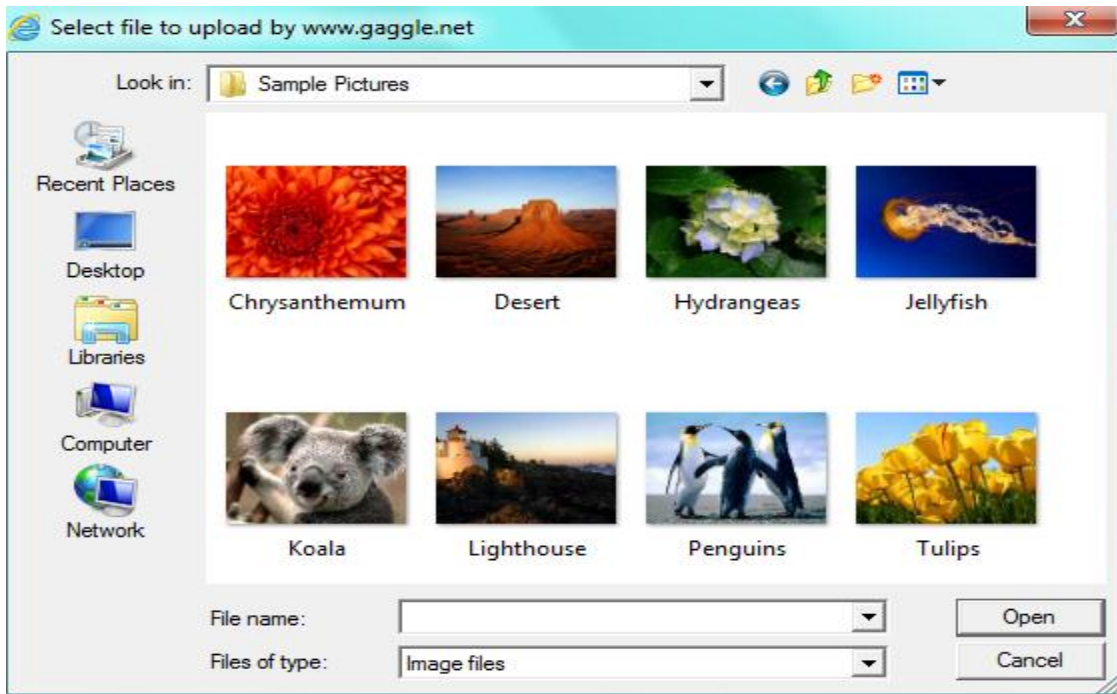 Select file to upload by www.gaggle.net
Look in: Sample Pictures
Recent Places
Desktop
Libraries
Computer
Network
Chrysanthemum Desert Hydrangeas Jellyfish
Koala Lighthouse Penguins Tulips
File name: Open
Files of type: Image files Cancel